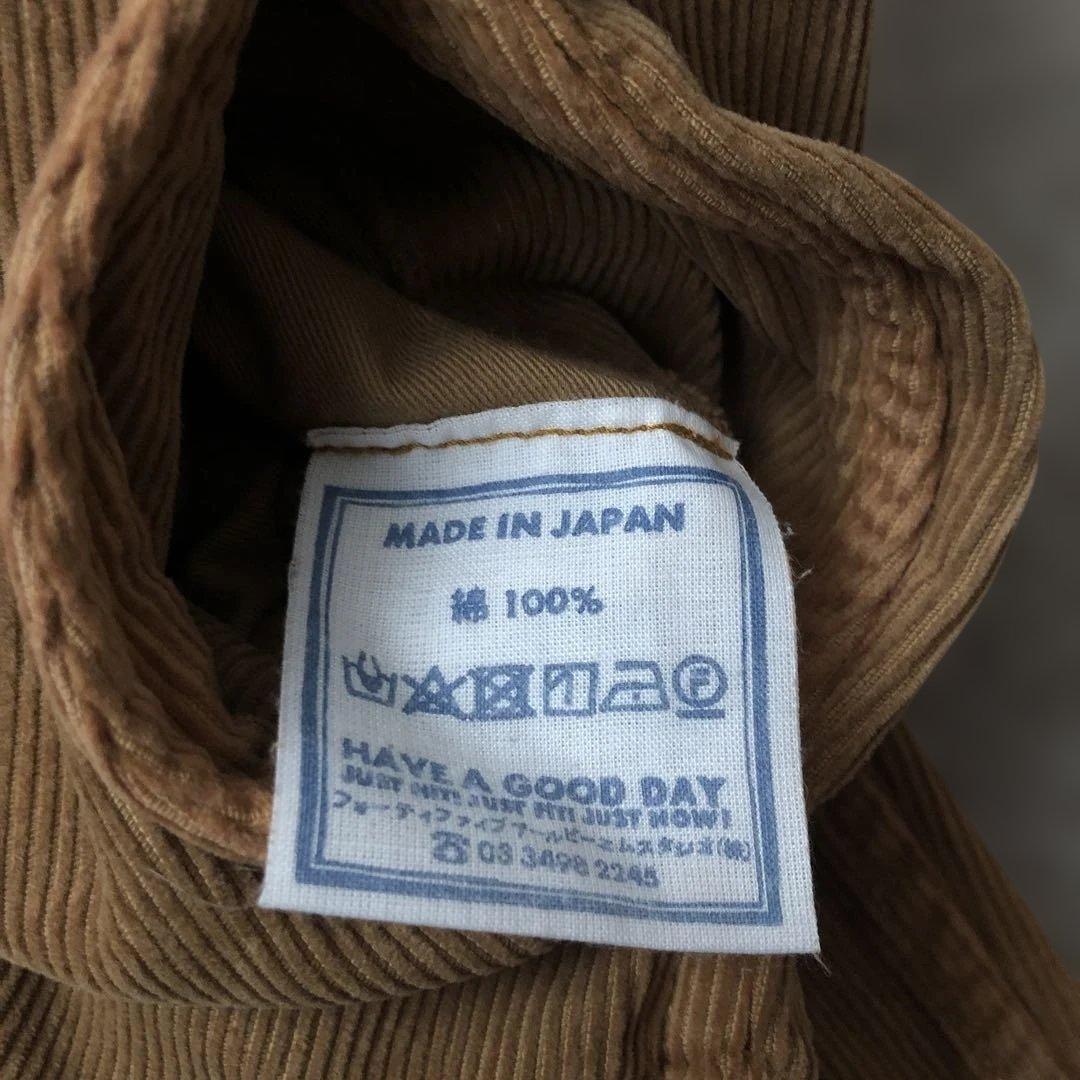 MADE IN JAPAN
綿 100%
F
HAVE A GOOD DAY
JUST HIT! JUST FIT! JUST NOW!
フォーティファイブアールピーエムスタジオ(株)
☎ 03 3498 2245